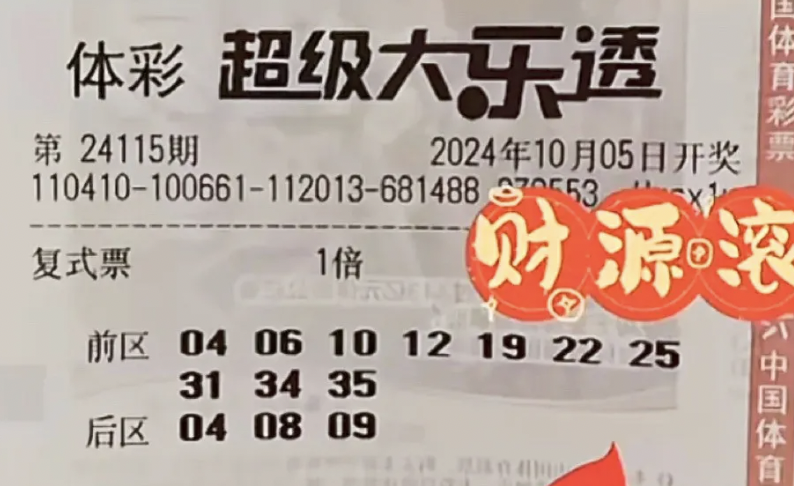 体彩 超级大乐透
第 24115期 2024年10月05日开奖
110410-100661-112013-681488
财源滚
复式票 1倍
前区 04 06 10 12 19 22 25
31 34 35
后区 04 08 09
国体育彩票
中国体育